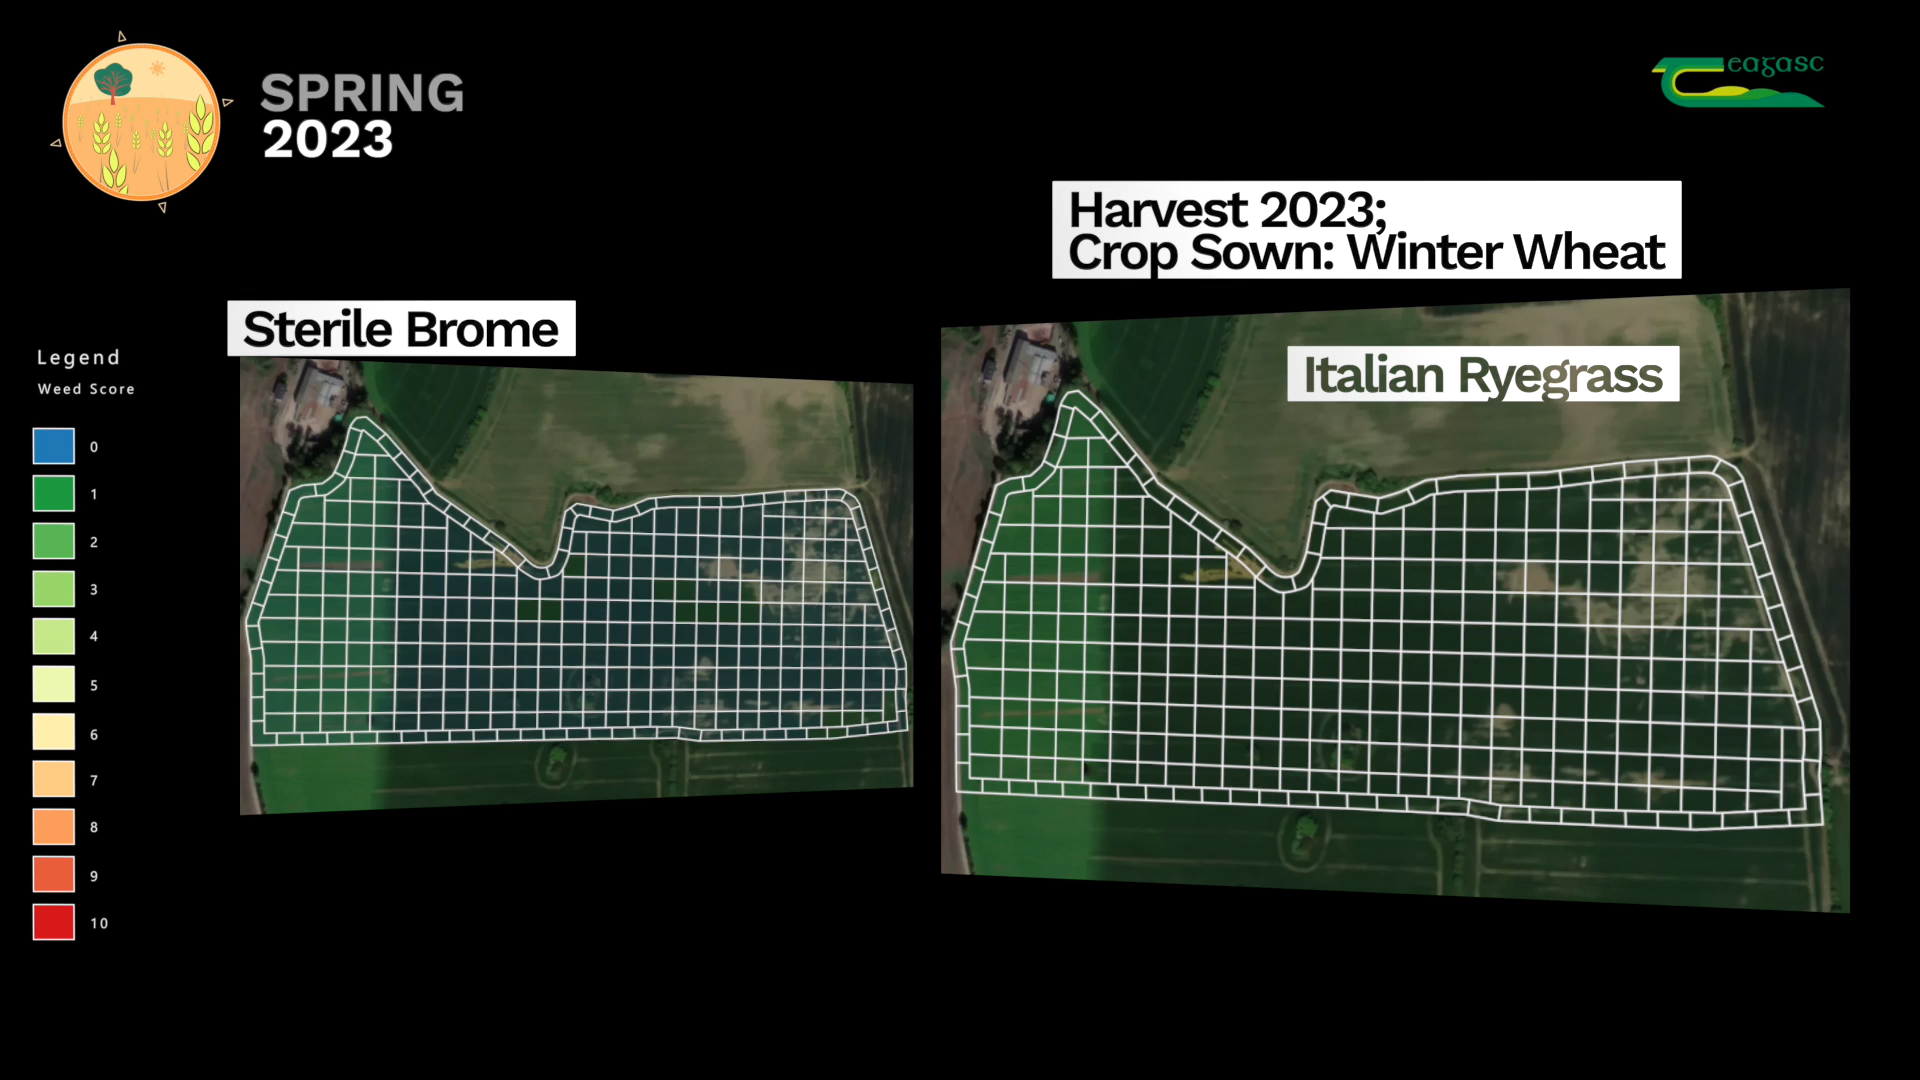 SPRING
2023
eagasc
Harvest 2023;
Crop Sown: Winter Wheat
Sterile Brome
Italian Ryegrass
Legend
Weed Score
0
1
2
3
4
5
6
7
8
9
10